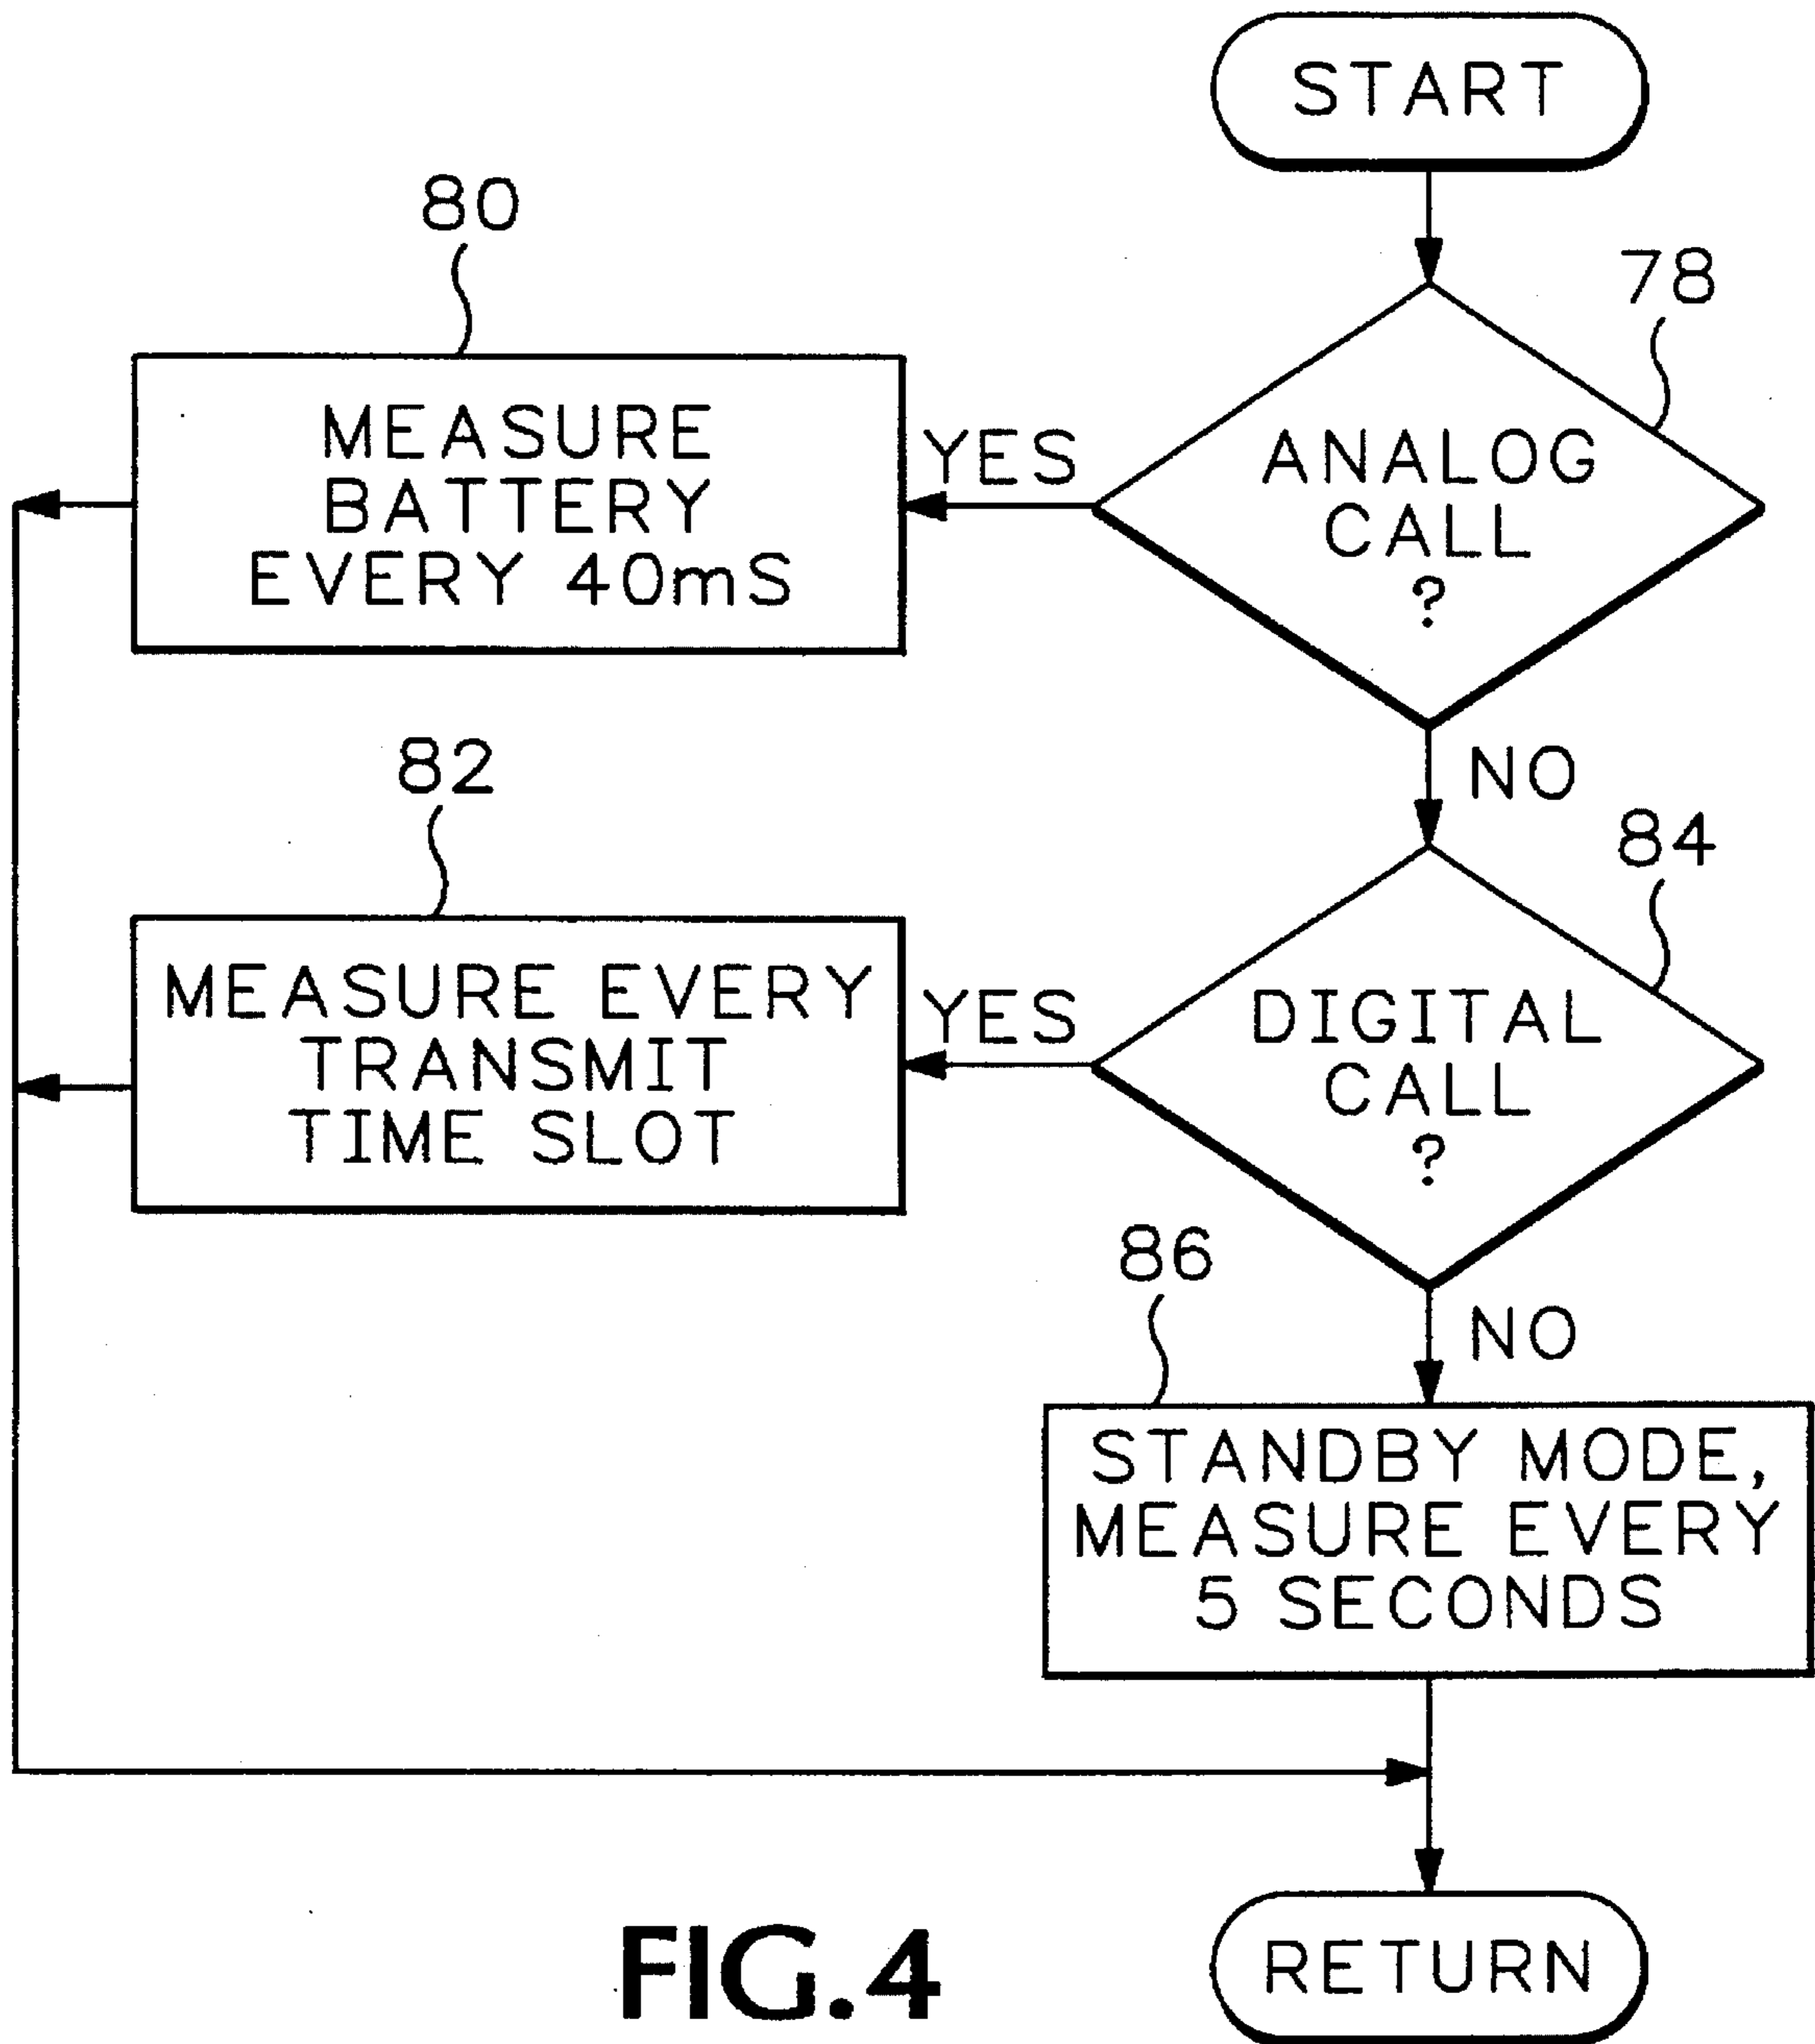 START
78
ANALOG
CALL
?
YES
80
MEASURE
BATTERY
EVERY 40mS
NO
84
DIGITAL
CALL
?
YES
82
MEASURE EVERY
TRANSMIT
TIME SLOT
NO
86
STANDBY MODE,
MEASURE EVERY
5 SECONDS
RETURN
FIG.4